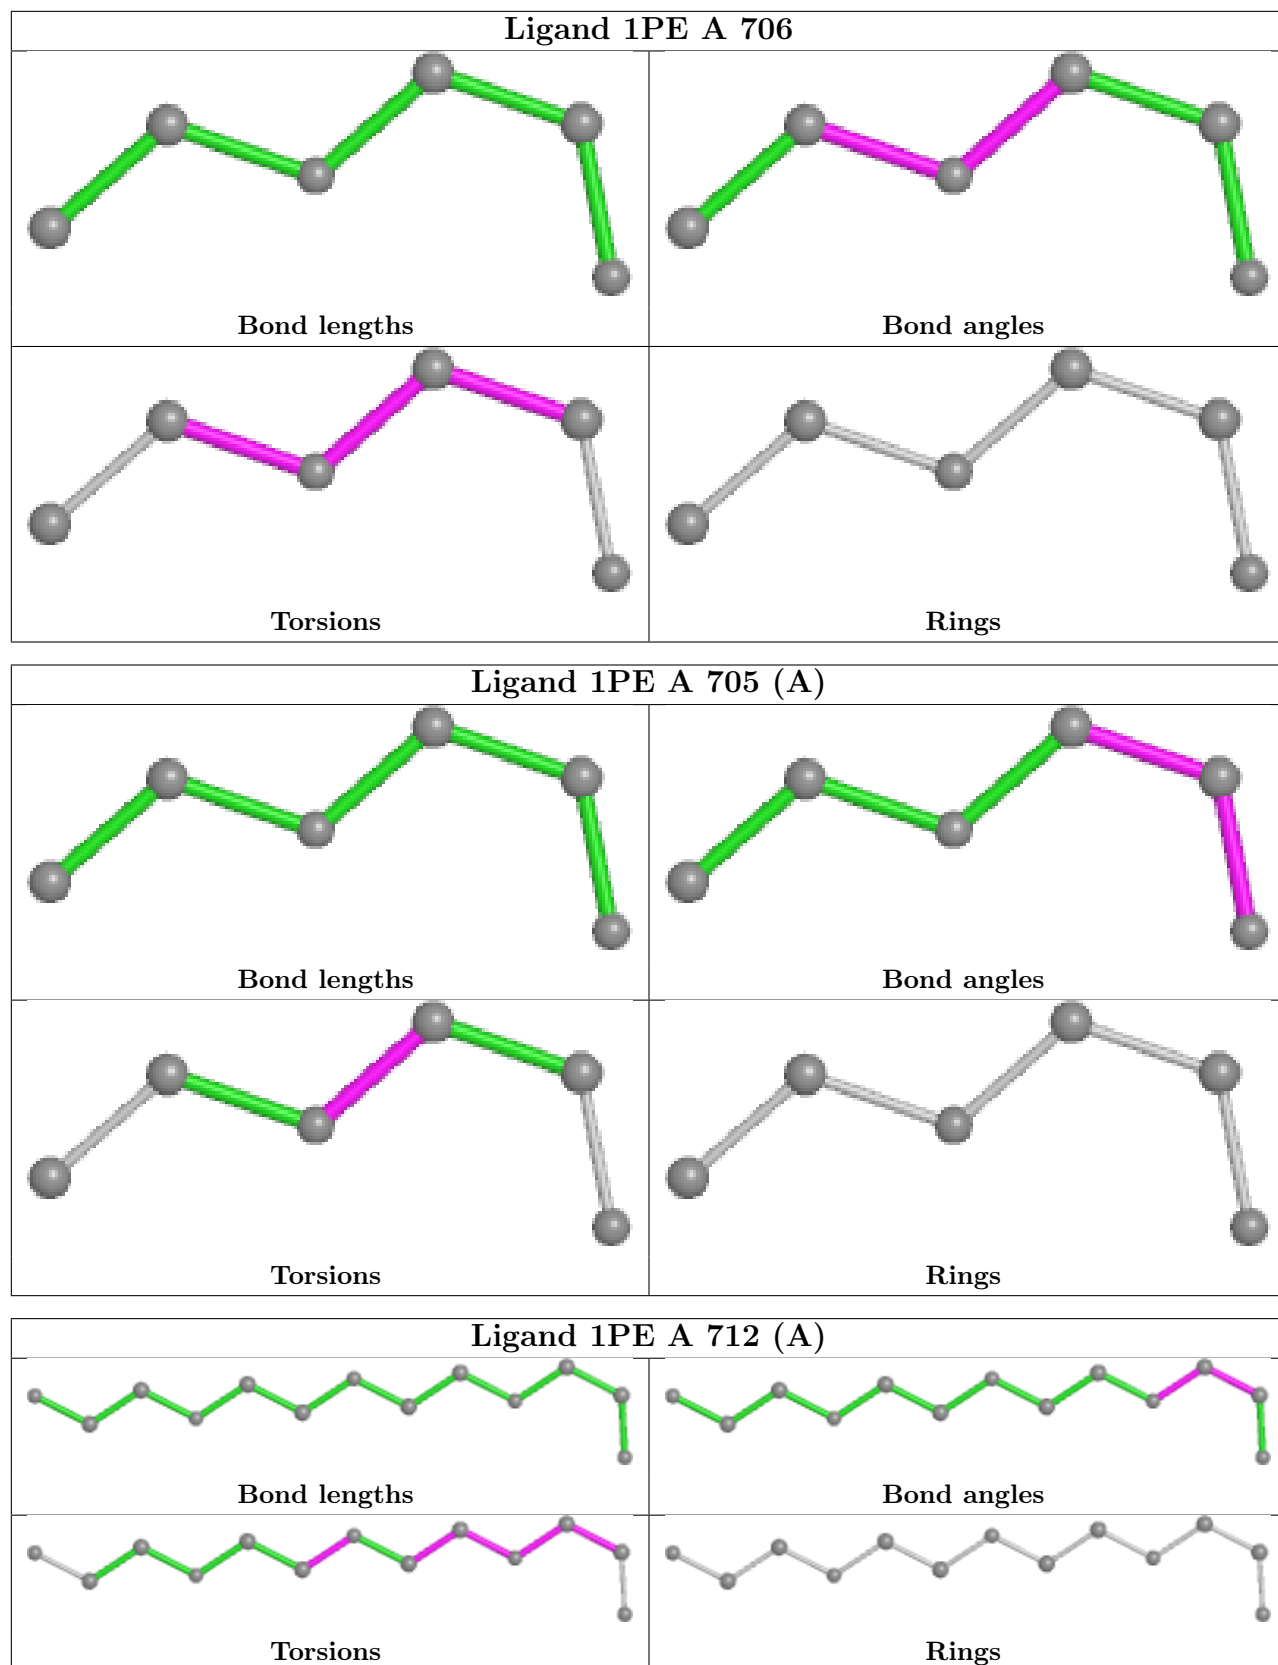 Ligand 1PE A 706
Bond lengths
Bond angles
Torsions
Rings
Ligand 1PE A 705 (A)
Bond lengths
Bond angles
Torsions
Rings
Ligand 1PE A 712 (A)
Bond lengths
Bond angles
Torsions
Rings